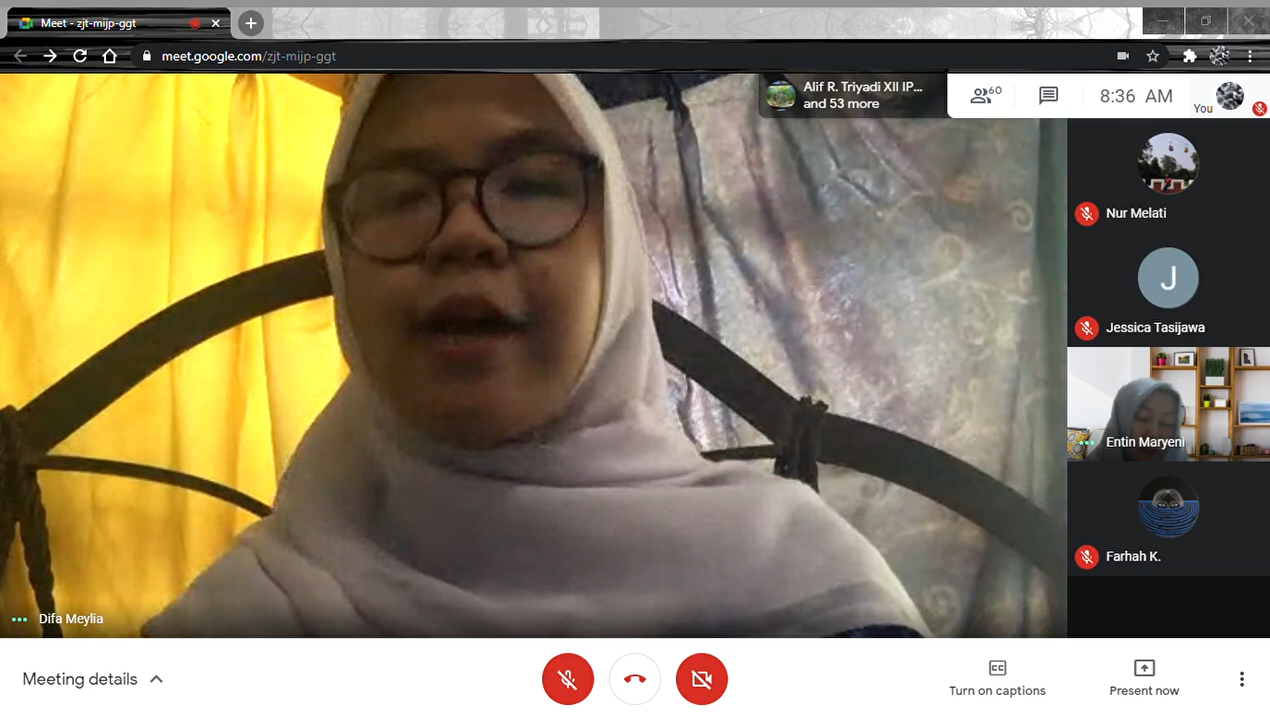 Meet - zjt-mijp-ggt
meet.google.com/zjt-mijp-ggt
Alif R. Triyadi XII IP...
and 53 more
60
8:36 AM
You
Nur Melati
J
Jessica Tasijawa
Entin Maryeni
Farhah K.
Difa Meylia
Meeting details
CC
Turn on captions
Present now